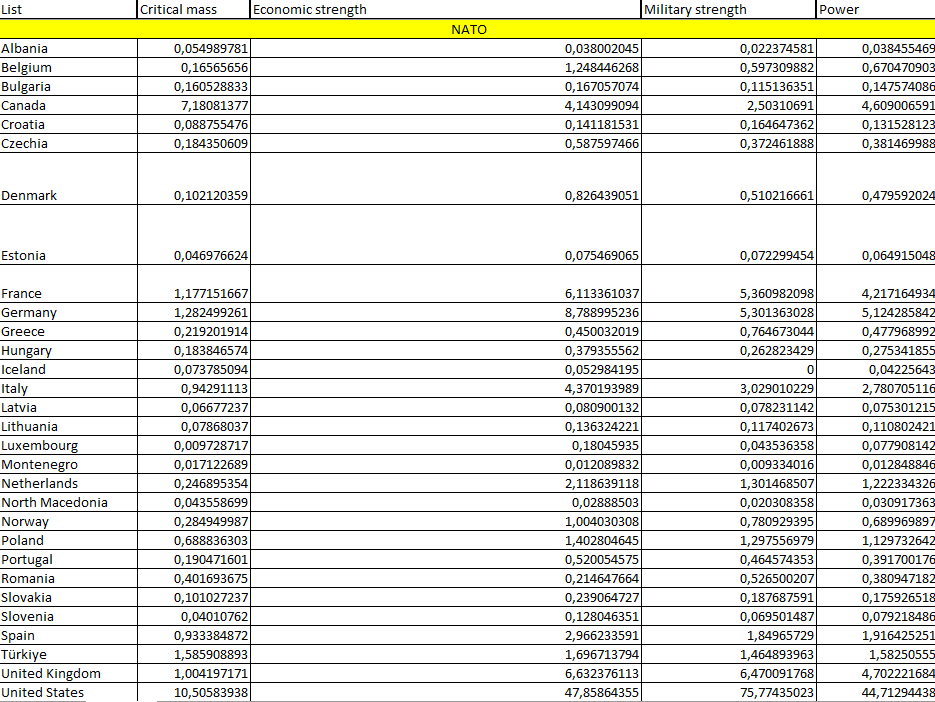 List Critical mass Economic strength Military strength Power
NATO
Albania 0,054989781 0,038002045 0,022374581 0,038455469
Belgium 0,16565656 1,248446268 0,597309882 0,670470903
Bulgaria 0,160528833 0,167057074 0,115136351 0,147574086
Canada 7,18081377 4,143099094 2,50310691 4,609006591
Croatia 0,088755476 0,141181531 0,164647362 0,131528123
Czechia 0,184350609 0,587597466 0,372461888 0,381469988
Denmark 0,102120359 0,826439051 0,510216661 0,479592024
Estonia 0,046976624 0,075469065 0,072299454 0,064915048
France 1,177151667 6,113361037 5,360982098 4,217164934
Germany 1,282499261 8,788995236 5,301363028 5,124285842
Greece 0,219201914 0,450032019 0,764673044 0,477968992
Hungary 0,183846574 0,379355562 0,262823429 0,275341855
Iceland 0,073785094 0,052984195 0 0,04225643
Italy 0,94291113 4,370193989 3,029010229 2,780705116
Latvia 0,06677237 0,080900132 0,078231142 0,075301215
Lithuania 0,07868037 0,136324221 0,117402673 0,110802421
Luxembourg 0,009728717 0,18045935 0,043536358 0,077908142
Montenegro 0,017122689 0,012089832 0,009334016 0,012848846
Netherlands 0,246895354 2,118639118 1,301468507 1,222334326
North Macedonia 0,043558699 0,02888503 0,020308358 0,030917363
Norway 0,284949987 1,004030308 0,780929395 0,689969897
Poland 0,688836303 1,402804645 1,297556979 1,129732642
Portugal 0,190471601 0,520054575 0,464574353 0,391700176
Romania 0,401693675 0,214647664 0,526500207 0,380947182
Slovakia 0,101027237 0,239064727 0,187687591 0,175926518
Slovenia 0,04010762 0,128046351 0,069501487 0,079218486
Spain 0,933384872 2,966233591 1,84965729 1,916425251
Türkiye 1,585908893 1,696713794 1,464893963 1,58250555
United Kingdom 1,004197171 6,632376113 6,470091768 4,702221684
United States 10,50583938 47,85864355 75,77435023 44,71294438